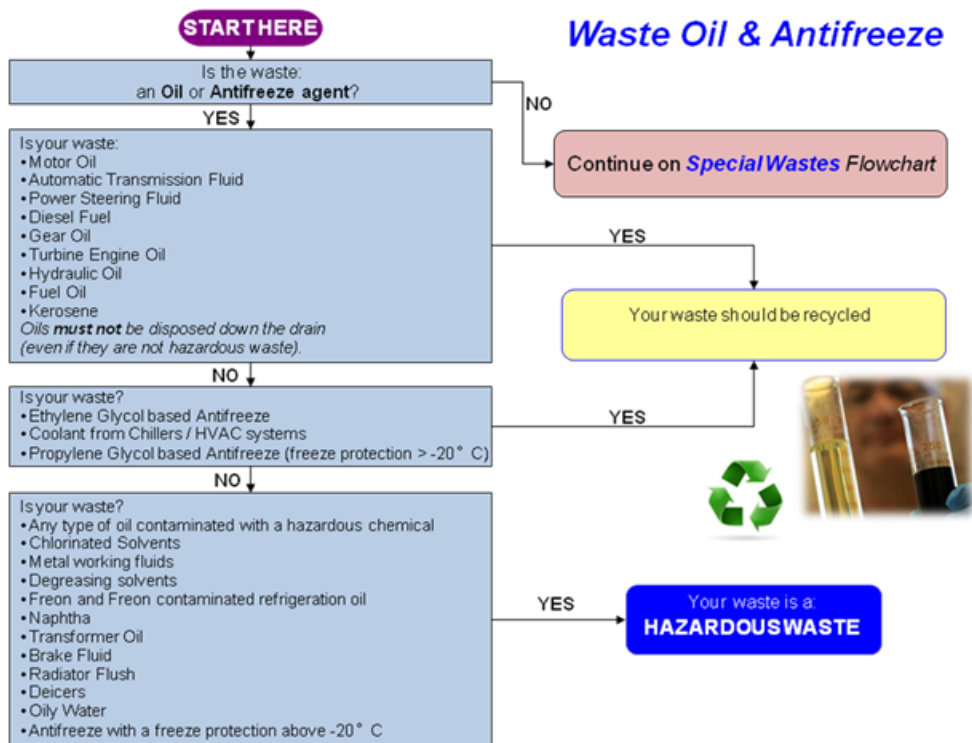 START HERE
Waste Oil & Antifreeze
Is the waste:
an Oil or Antifreeze agent?
NO
YES
Continue on Special Wastes Flowchart
Is your waste:
•Motor Oil
•Automatic Transmission Fluid
•Power Steering Fluid
•Diesel Fuel
•Gear Oil
•Turbine Engine Oil
•Hydraulic Oil
•Fuel Oil
•Kerosene
Oils must not be disposed down the drain
(even if they are not hazardous waste).
YES
Your waste should be recycled
NO
Is your waste?
•Ethylene Glycol based Antifreeze
•Coolant from Chillers / HVAC systems
•Propylene Glycol based Antifreeze (freeze protection > -20° C)
YES
NO
Is your waste?
•Any type of oil contaminated with a hazardous chemical
•Chlorinated Solvents
•Metal working fluids
•Degreasing solvents
•Freon and Freon contaminated refrigeration oil
•Naphtha
•Transformer Oil
•Brake Fluid
•Radiator Flush
•Deicers
•Oily Water
•Antifreeze with a freeze protection above -20° C
YES
Your waste is a:
HAZARDOUS WASTE